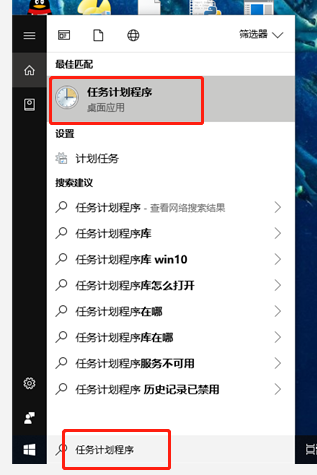 筛选器
最佳匹配
任务计划程序
桌面应用
设置
计划任务
搜索建议
任务计划程序 - 查看网络搜索结果
任务计划程序库
任务计划程序库 win10
任务计划程序库怎么打开
任务计划程序在哪
任务计划程序库在哪
任务计划程序服务不可用
任务计划程序 历史记录已禁用
任务计划程序